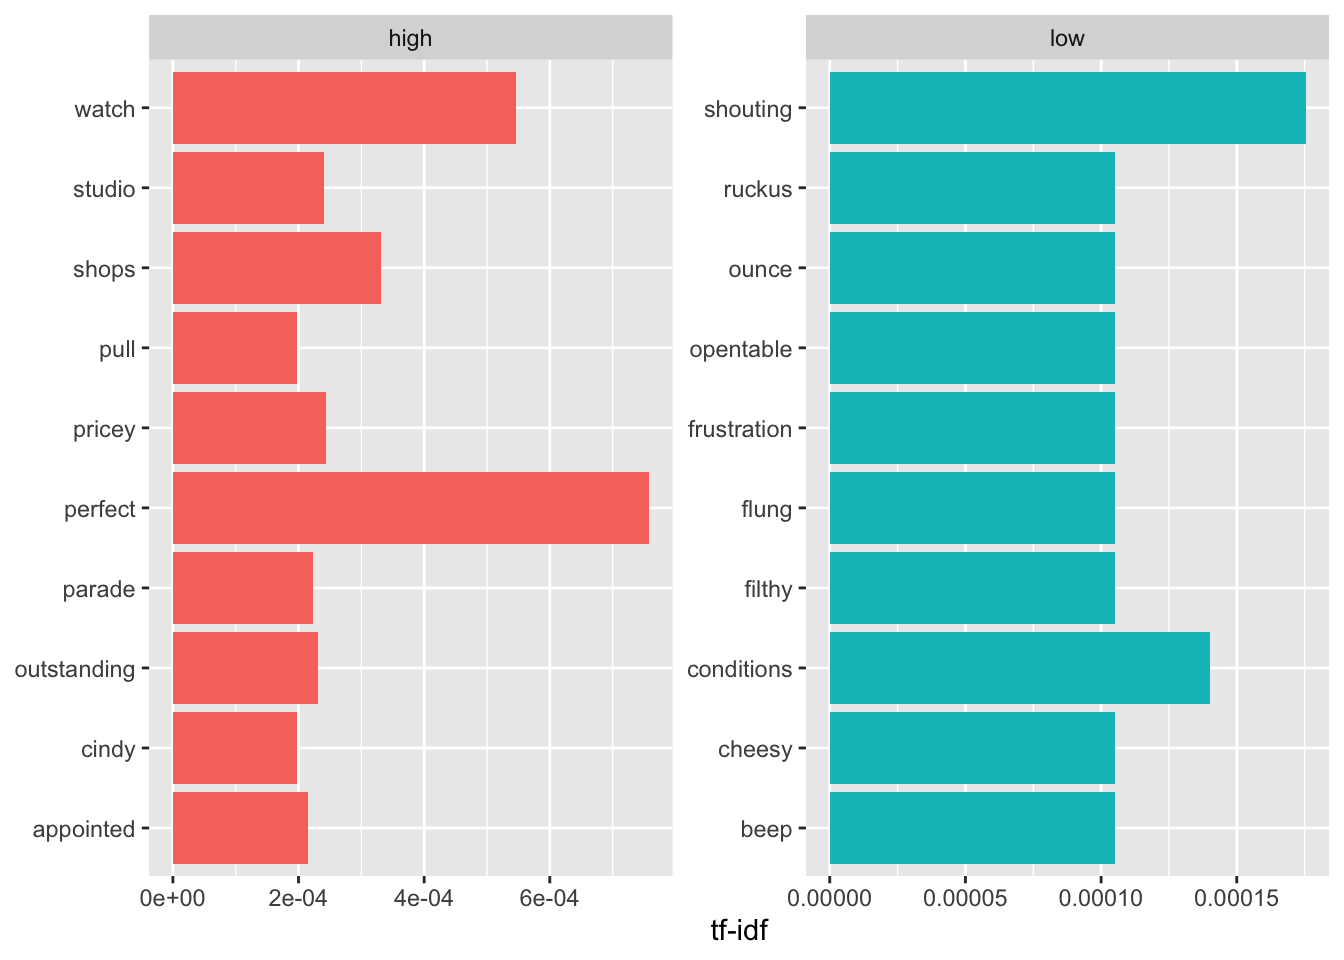 high
watch
studio
shops
pull
pricey
perfect
parade
outstanding
cindy
appointed
0e+00 2e-04 4e-04 6e-04
low
shouting
ruckus
ounce
opentable
frustration
flung
filthy
conditions
cheesy
beep
0.00000 0.00005 0.00010 0.00015
tf-idf